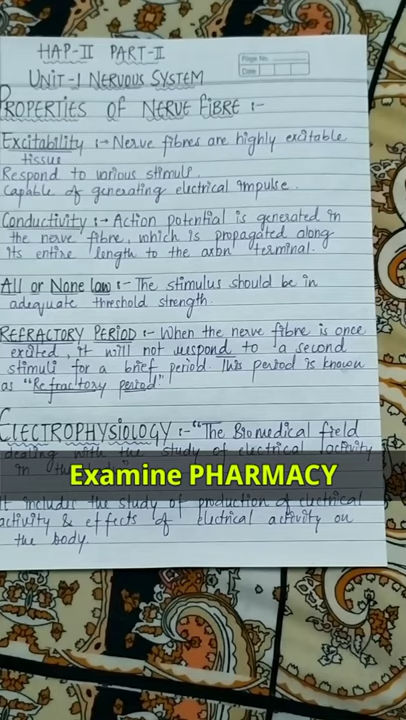 HAP-II PART-II
Page No.
Date
UNIT-1 NERVOUS SYSTEM
PROPERTIES OF NERVE FIBRE :-
Excitability :→ Nerve fibres are highly excitable
tissue
Respond to various stimuli.
Capable of generating electrical impulse.
Conductivity :→ Action potential is generated in
the nerve fibre, which is propagated along
its entire length to the axon terminal.
All or None law :- The stimulus should be in
adequate threshold strength.
REFRACTORY PERIOD :- When the nerve fibre is once
excited, it will not respond to a second
stimuli for a brief period. This period is known
as "Refractory period"
ELECTROPHYSIOLOGY :- "The Biomedical field
dealing with the study of electrical activity
in the
Examine PHARMACY
It includes the study of production of electrical
activity & effects of electrical activity on
the body.